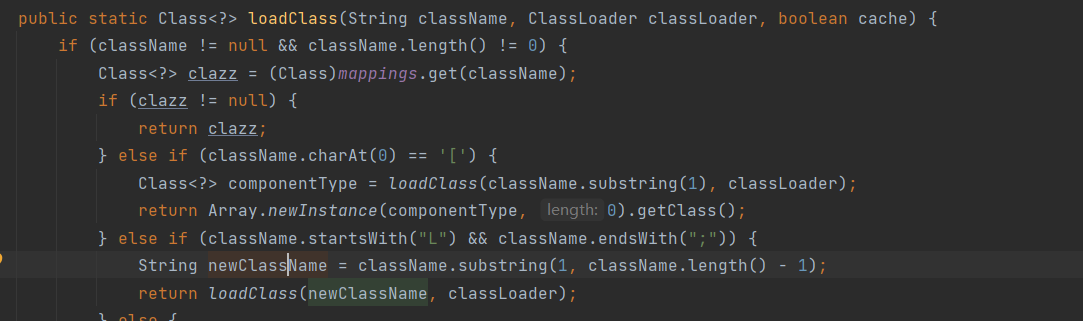 public static Class<?> loadClass(String className, ClassLoader classLoader, boolean cache) {
if (className != null && className.length() != 0) {
Class<?> clazz = (Class)mappings.get(className);
if (clazz != null) {
return clazz;
} else if (className.charAt(0) == '[') {
Class<?> componentType = loadClass(className.substring(1), classLoader);
return Array.newInstance(componentType, length: 0).getClass();
} else if (className.startsWith("L") && className.endsWith(";")) {
String newClassName = className.substring(1, className.length() - 1);
return loadClass(newClassName, classLoader);
} else {